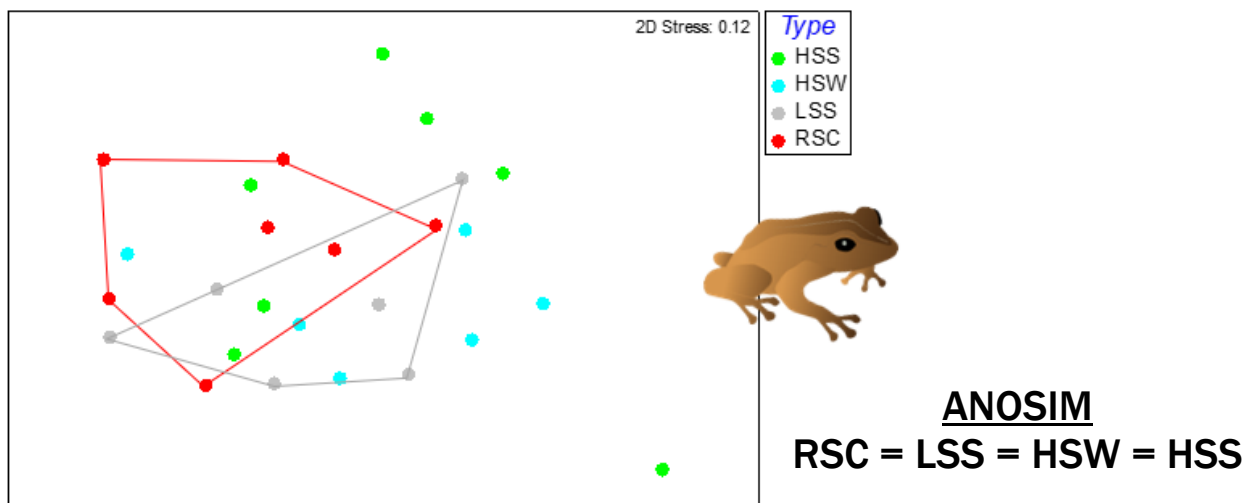 2D Stress: 0.12
Type
HSS
HSW
LSS
RSC
ANOSIM
RSC = LSS = HSW = HSS